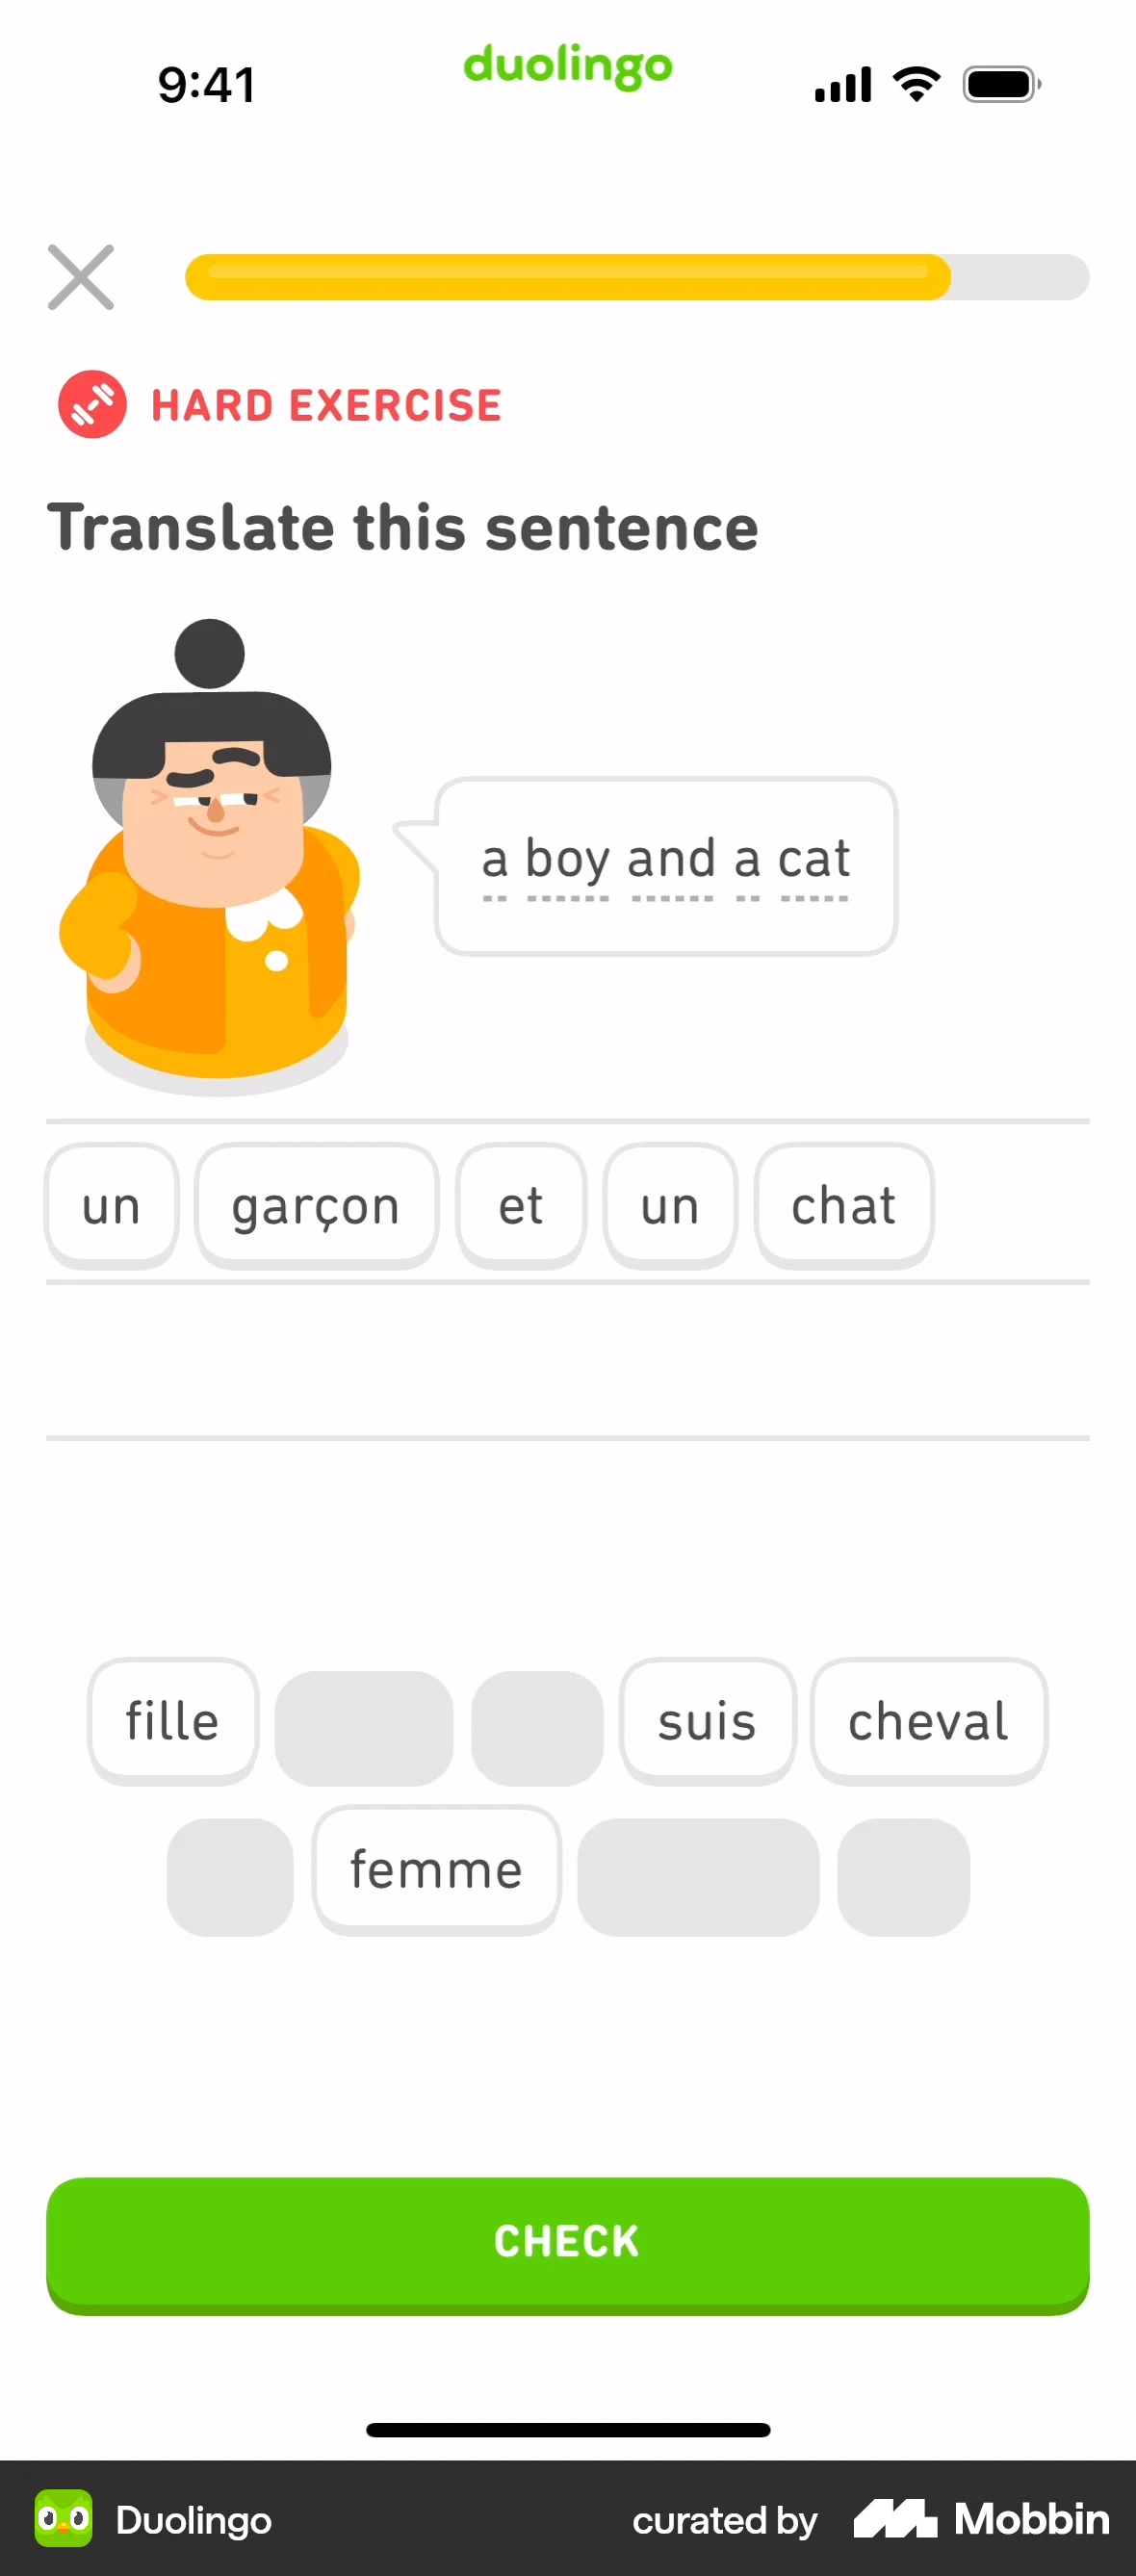 duolingo
9:41
HARD EXERCISE
Translate this sentence
a boy and a cat
un garçon et un chat
fille suis cheval
femme
CHECK
Duolingo curated by Mobbin